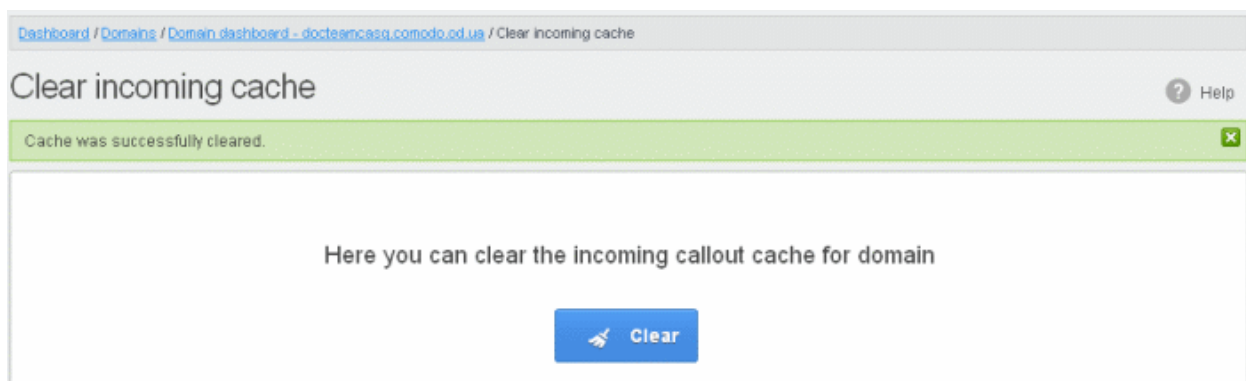 Dashboard / Domains / Domain dashboard - docteamcasg.comodo.od.ua / Clear incoming cache
Clear incoming cache
Help
Cache was successfully cleared.
Here you can clear the incoming callout cache for domain
Clear